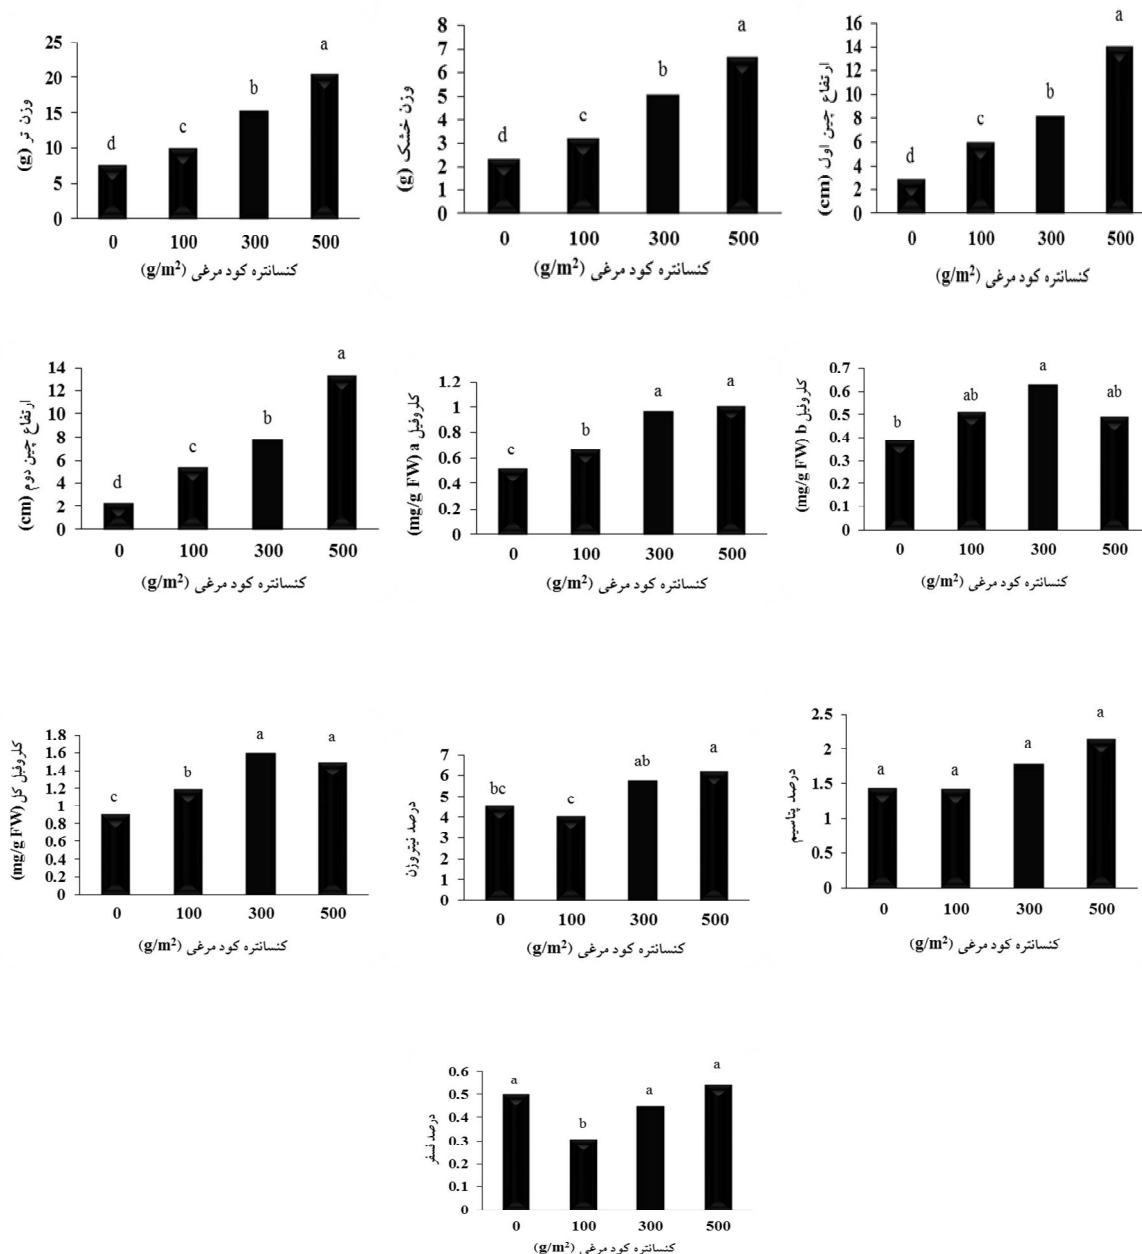 وزن تر (g)
25
20
15
10
5
0
d
c
b
a
0 100 300 500
کنسانتره کود مرغی (g/m²)
وزن خشک (g)
8
7
6
5
4
3
2
1
0
d
c
b
a
0 100 300 500
کنسانتره کود مرغی (g/m²)
ارتفاع چین اول (cm)
16
14
12
10
8
6
4
2
0
d
c
b
a
0 100 300 500
کنسانتره کود مرغی (g/m²)
ارتفاع چین دوم (cm)
14
12
10
8
6
4
2
0
d
c
b
a
0 100 300 500
کنسانتره کود مرغی (g/m²)
کلروفیل a (mg/g FW)
1.2
1
0.8
0.6
0.4
0.2
0
c
b
a
a
0 100 300 500
کنسانتره کود مرغی (g/m²)
کلروفیل b (mg/g FW)
0.7
0.6
0.5
0.4
0.3
0.2
0.1
0
b
ab
a
ab
0 100 300 500
کنسانتره کود مرغی (g/m²)
کلروفیل کل (mg/g FW)
1.8
1.6
1.4
1.2
1
0.8
0.6
0.4
0.2
0
c
b
a
a
0 100 300 500
کنسانتره کود مرغی (g/m²)
درصد نیتروژن
7
6
5
4
3
2
1
0
bc
c
ab
a
0 100 300 500
کنسانتره کود مرغی (g/m²)
درصد پتاسیم
2.5
2
1.5
1
0.5
0
a
a
a
a
0 100 300 500
کنسانتره کود مرغی (g/m²)
درصد فسفر
0.6
0.5
0.4
0.3
0.2
0.1
0
a
b
a
a
0 100 300 500
کنسانتره کود مرغی (g/m²)